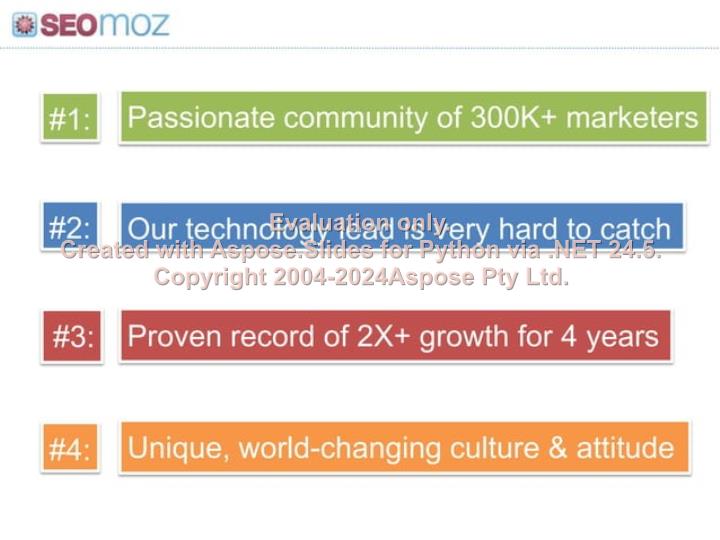 SEOmoz
#1: Passionate community of 300K+ marketers
#2: Our technology lead is very hard to catch
Evaluation only.
Created with Aspose.Slides for Python via .NET 24.5.
Copyright 2004-2024Aspose Pty Ltd.
#3: Proven record of 2X+ growth for 4 years
#4: Unique, world-changing culture & attitude